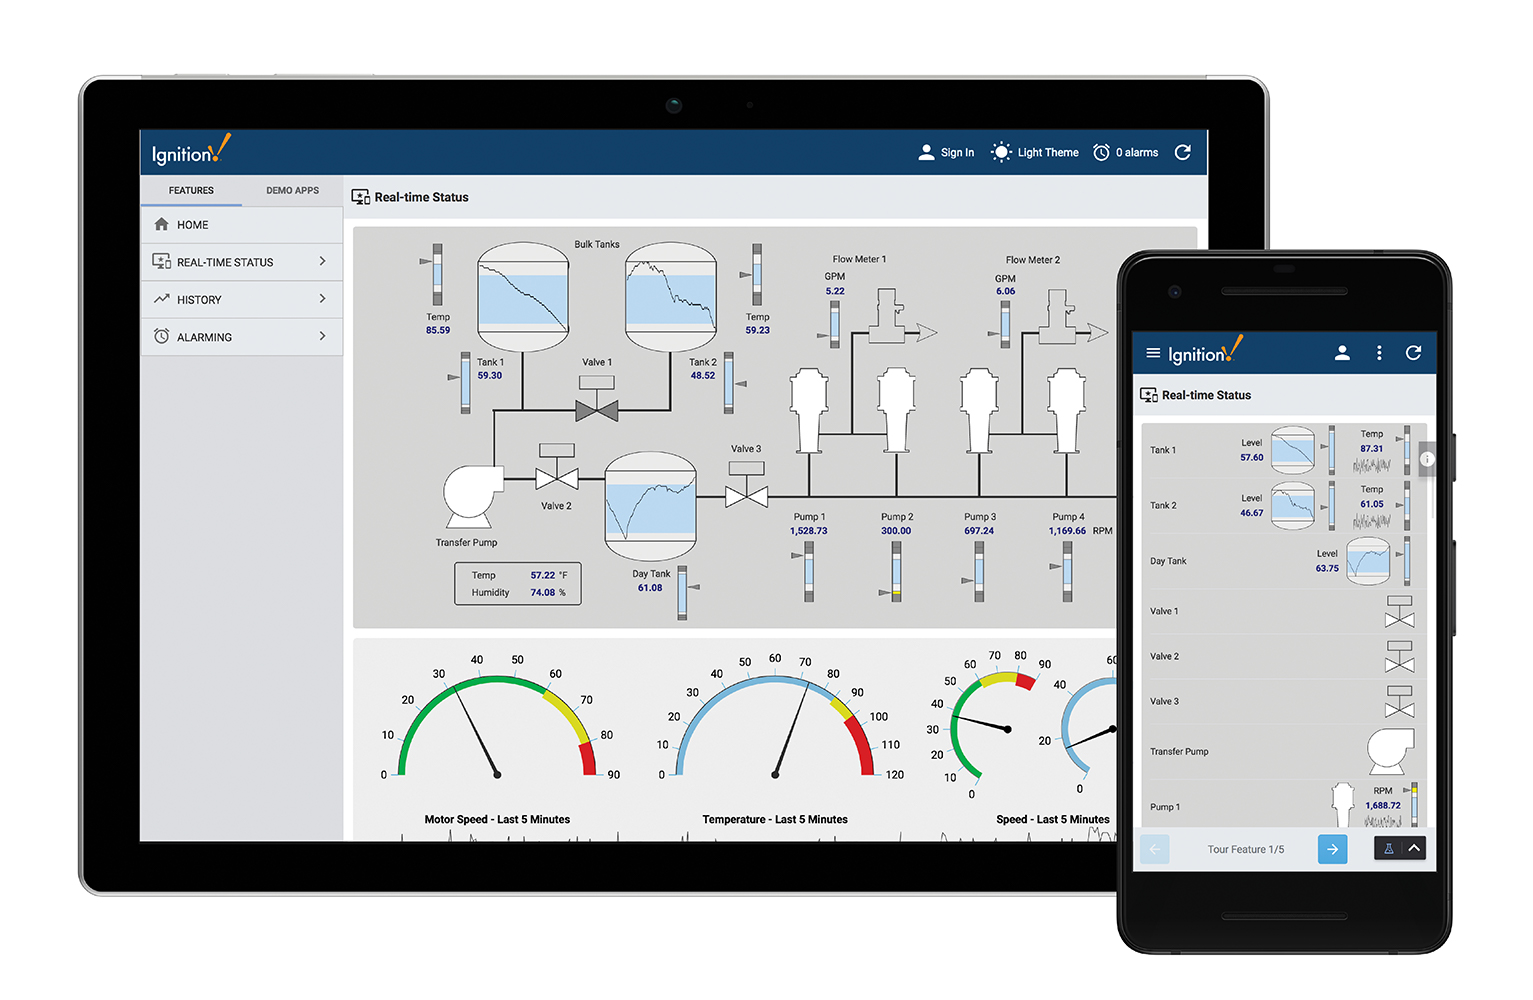 Ignition!
Sign In
Light Theme
0 alarms
FEATURES
DEMO APPS
HOME
REAL-TIME STATUS
HISTORY
ALARMING
Real-time Status
Bulk Tanks
Temp
85.59
Temp
59.23
Tank 1
59.30
Valve 1
Tank 2
48.52
Flow Meter 1
GPM
5.22
Flow Meter 2
GPM
6.06
Valve 2
Valve 3
Transfer Pump
Temp 57.22 °F
Humidity 74.08 %
Day Tank
61.08
Pump 1
1,528.73
Pump 2
300.00
Pump 3
697.24
Pump 4
1,169.66 RPM
0 10 20 30 40 50 60 70 80 90
Motor Speed - Last 5 Minutes
0 10 20 30 40 50 60 70 80 90 100 110 120
Temperature - Last 5 Minutes
0 10 20 30 40 50 60 70 80 90
Speed - Last 5 Minutes
0 20 40 60
Ignition!
Real-time Status
Tank 1
Level
57.60
Temp
87.31
Tank 2
Level
46.67
Temp
61.05
Day Tank
Level
63.75
Valve 1
Valve 2
Valve 3
Transfer Pump
Pump 1
RPM
1,688.72
Tour Feature 1/5